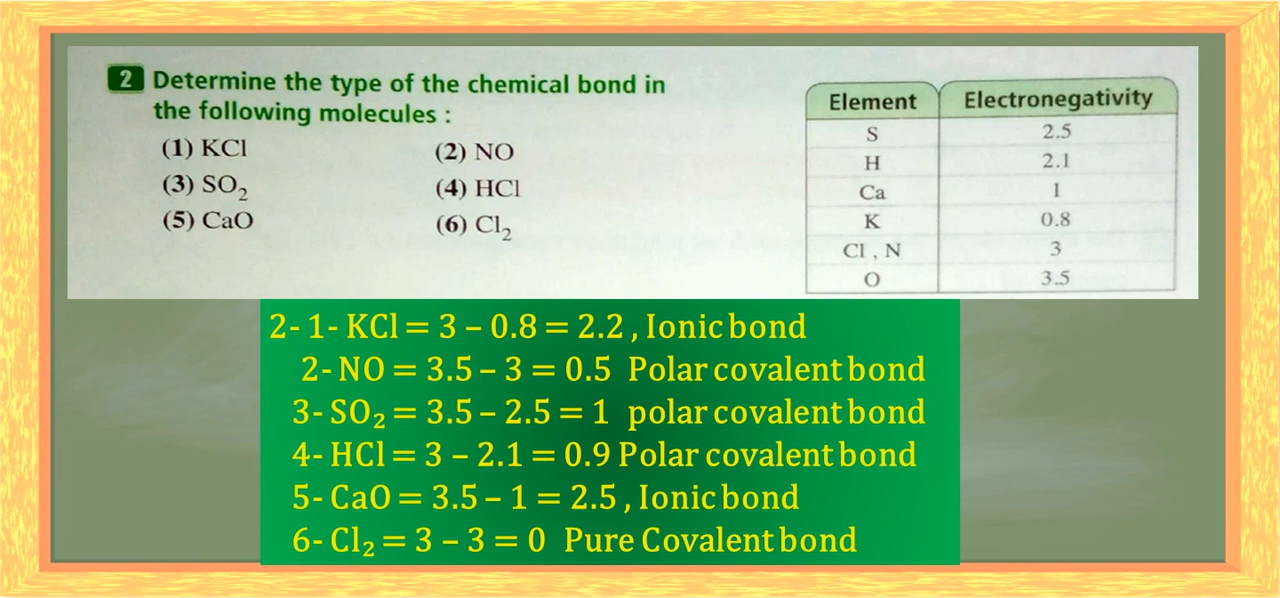 2 Determine the type of the chemical bond in
the following molecules :
(1) KCl (2) NO
(3) SO₂ (4) HCl
(5) CaO (6) Cl₂
Element Electronegativity
S 2.5
H 2.1
Ca 1
K 0.8
Cl , N 3
O 3.5
2- 1- KCl = 3 – 0.8 = 2.2 , Ionic bond
2- NO = 3.5 – 3 = 0.5 Polar covalent bond
3- SO₂ = 3.5 – 2.5 = 1 polar covalent bond
4- HCl = 3 – 2.1 = 0.9 Polar covalent bond
5- CaO = 3.5 – 1 = 2.5 , Ionic bond
6- Cl₂ = 3 – 3 = 0 Pure Covalent bond